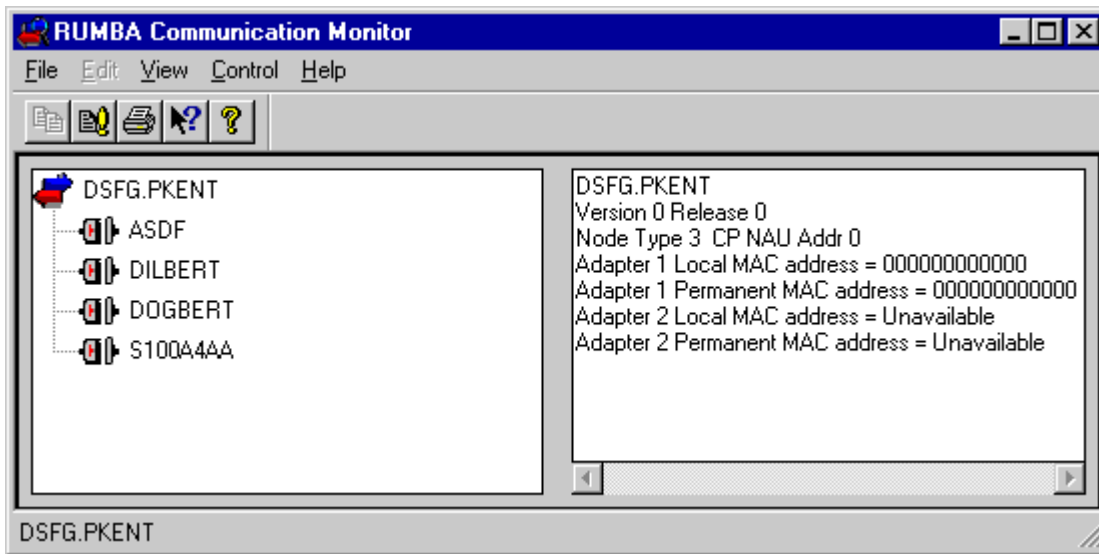 RUMBA Communication Monitor
File Edit View Control Help
DSFG.PKENT
ASDF
DILBERT
DOGBERT
S100A4AA
DSFG.PKENT
Version 0 Release 0
Node Type 3 CP NAU Addr 0
Adapter 1 Local MAC address = 000000000000
Adapter 1 Permanent MAC address = 000000000000
Adapter 2 Local MAC address = Unavailable
Adapter 2 Permanent MAC address = Unavailable
DSFG.PKENT